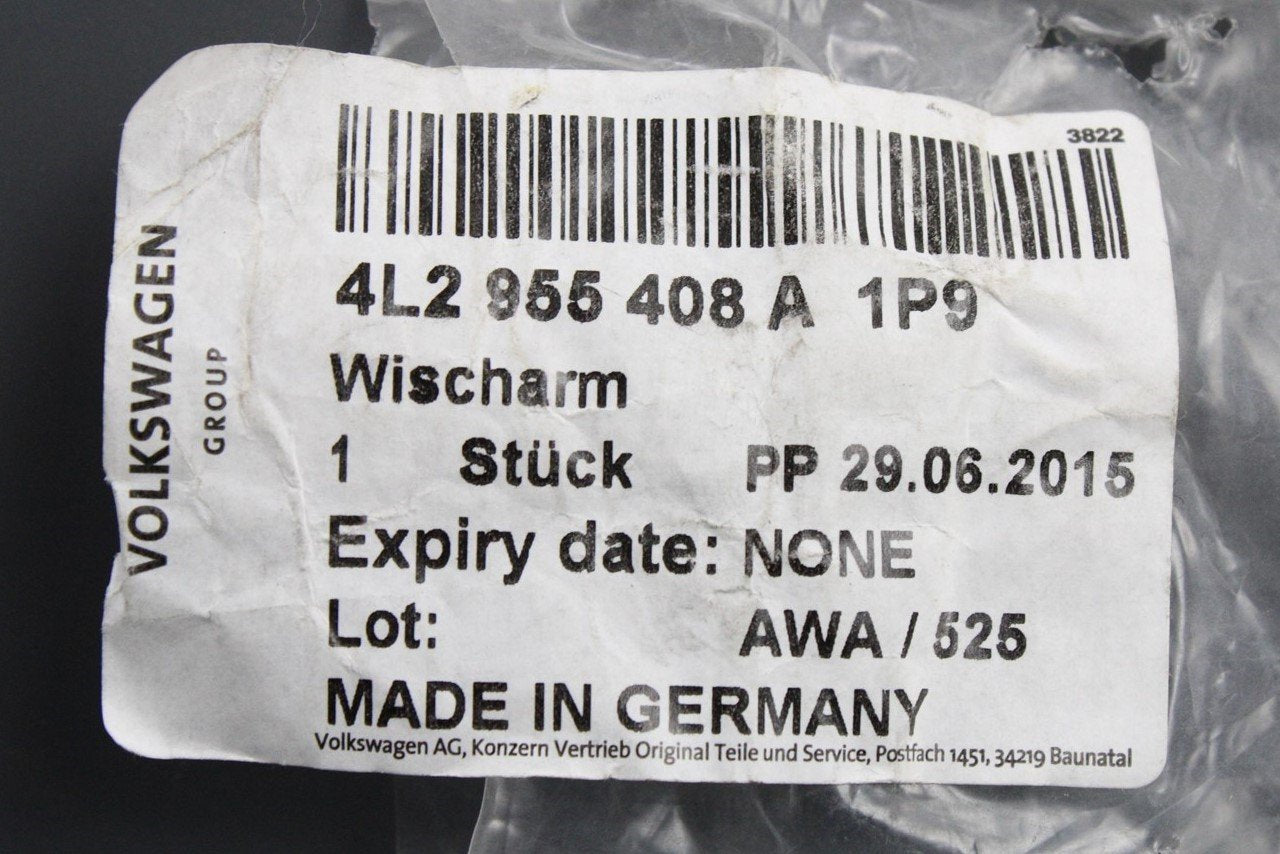 3822
4L2 955 408 A 1P9
Wischarm
1 Stück PP 29.06.2015
Expiry date: NONE
Lot: AWA / 525
MADE IN GERMANY
Volkswagen AG, Konzern Vertrieb Original Teile und Service, Postfach 1451, 34219 Baunatal
VOLKSWAGEN
GROUP